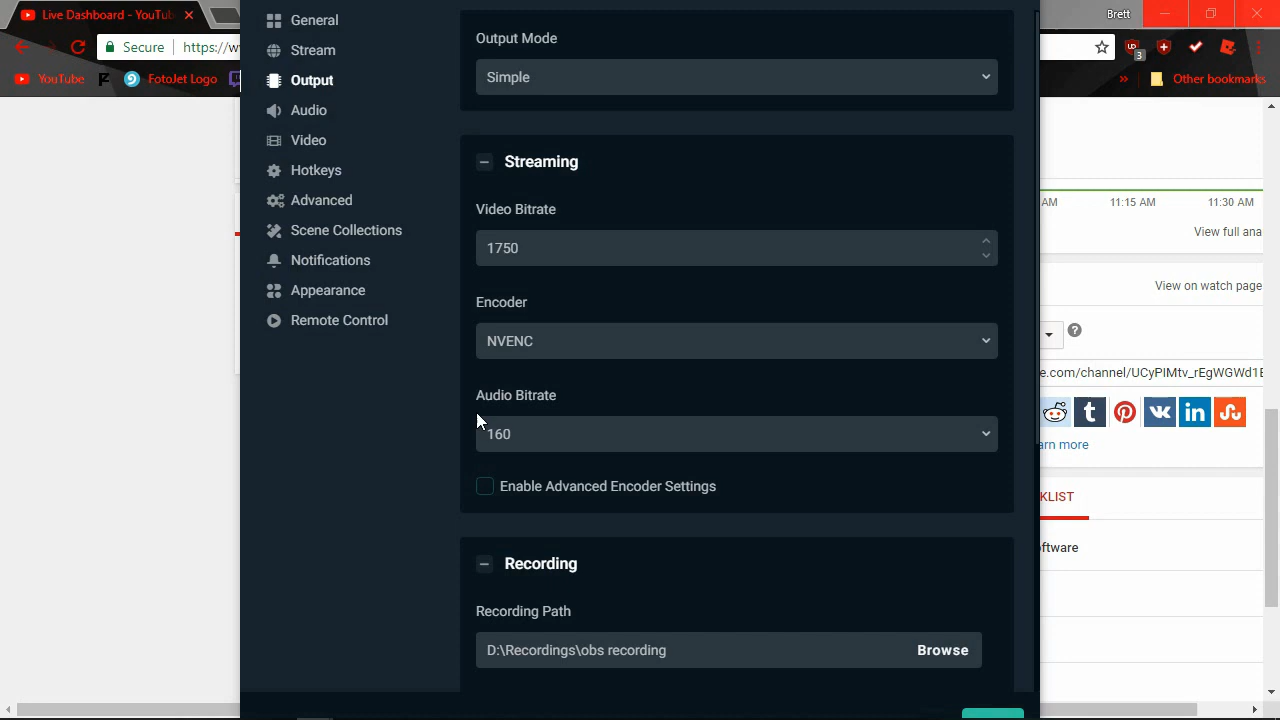 Live Dashboard - YouTub
Brett
Secure
https://w
3
YouTube
FotoJet Logo
»
Other bookmarks
General
Stream
Output
Audio
Video
Hotkeys
Advanced
Scene Collections
Notifications
Appearance
Remote Control
Output Mode
Simple
Streaming
Video Bitrate
1750
Encoder
NVENC
Audio Bitrate
160
Enable Advanced Encoder Settings
Recording
Recording Path
D:\Recordings\obs recording
Browse
AM
11:15 AM
11:30 AM
View full ana
View on watch page
e.com/channel/UCyPIMtv_rEgWGWd1E
arn more
KLIST
oftware